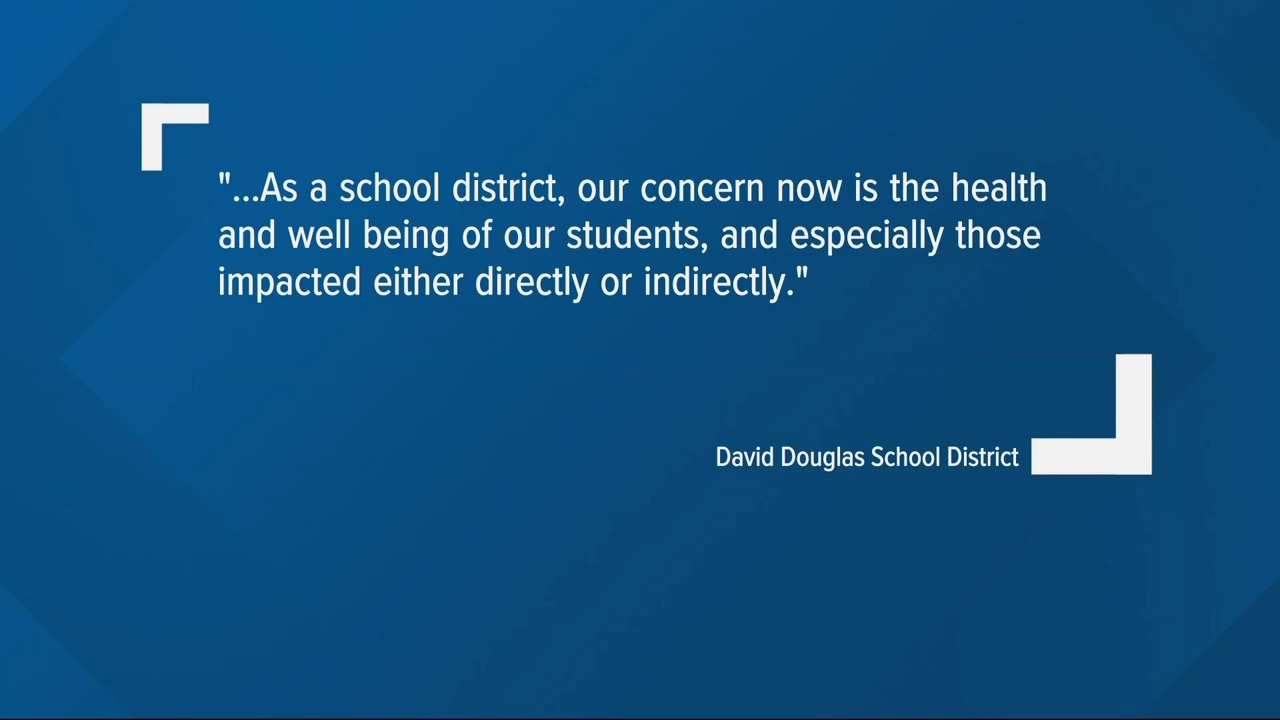 "...As a school district, our concern now is the health
and well being of our students, and especially those
impacted either directly or indirectly."
David Douglas School District